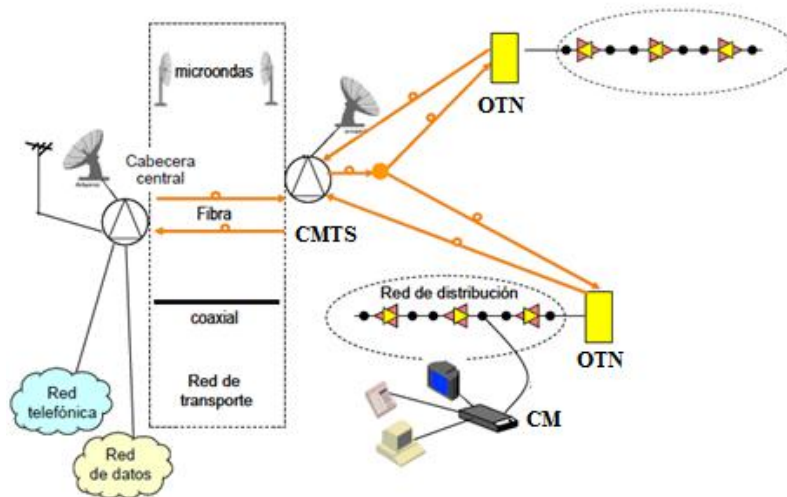 microondas
OTN
Cabecera
central
Fibra
CMTS
Red de distribución
coaxial
OTN
Red de
transporte
Red
telefónica
CM
Red
de datos